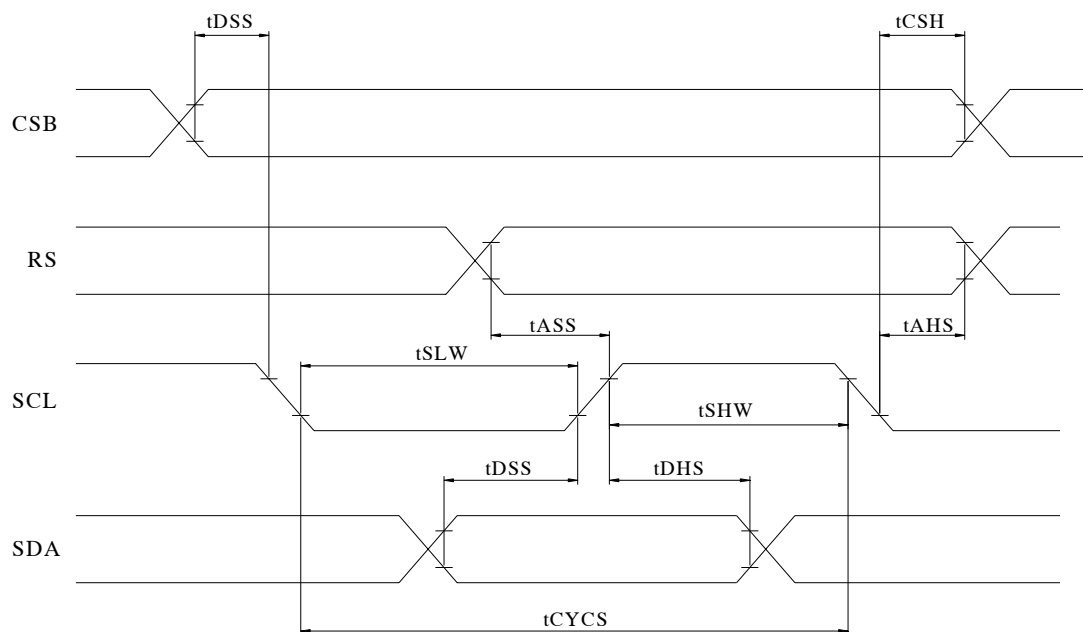 tDSS
tCSH
CSB
RS
tASS
tAHS
tSLW
SCL
tSHW
tDSS
tDHS
SDA
tCYCS